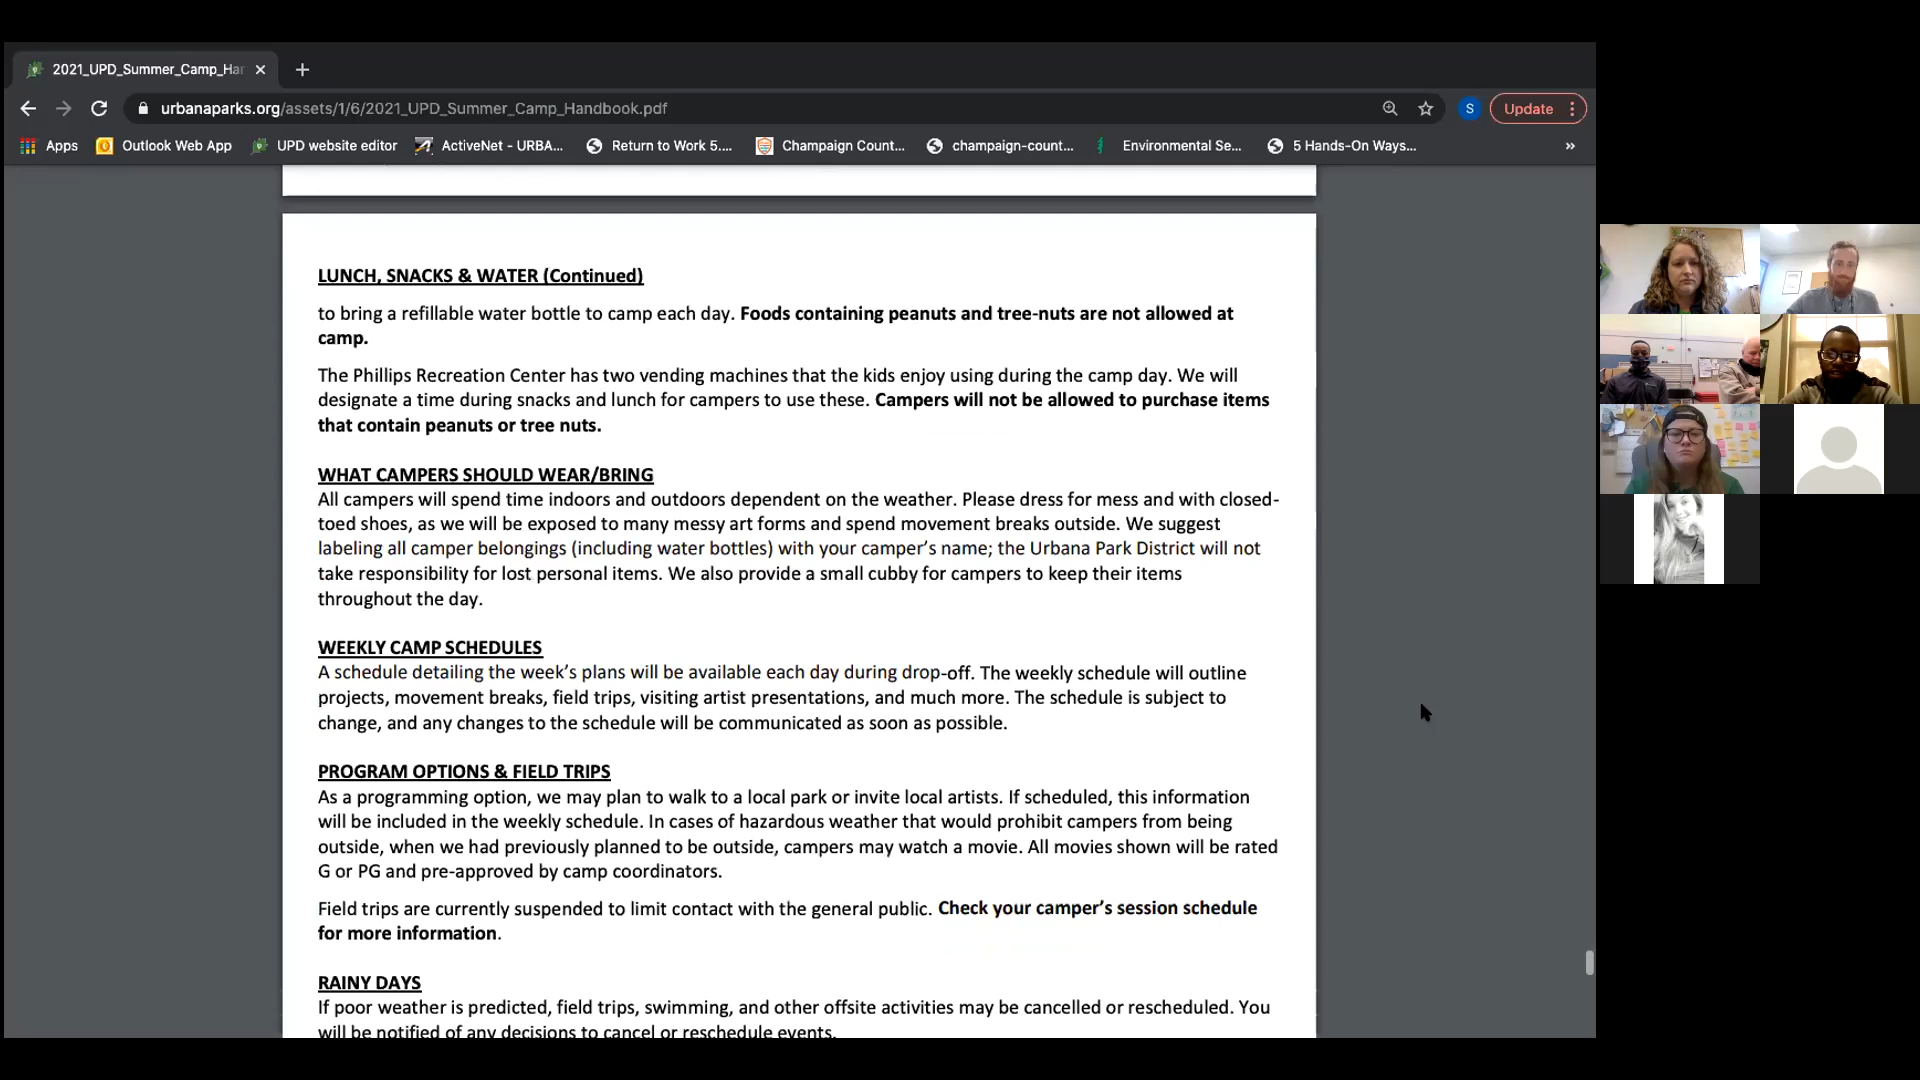 2021_UPD_Summer_Camp_Har
urbanaparks.org/assets/1/6/2021_UPD_Summer_Camp_Handbook.pdf
S
Update
Apps
Outlook Web App
UPD website editor
ActiveNet - URBA...
Return to Work 5....
Champaign Count...
champaign-count...
Environmental Se...
5 Hands-On Ways...
»
LUNCH, SNACKS & WATER (Continued)
to bring a refillable water bottle to camp each day. Foods containing peanuts and tree-nuts are not allowed at
camp.
The Phillips Recreation Center has two vending machines that the kids enjoy using during the camp day. We will
designate a time during snacks and lunch for campers to use these. Campers will not be allowed to purchase items
that contain peanuts or tree nuts.
WHAT CAMPERS SHOULD WEAR/BRING
All campers will spend time indoors and outdoors dependent on the weather. Please dress for mess and with closed-
toed shoes, as we will be exposed to many messy art forms and spend movement breaks outside. We suggest
labeling all camper belongings (including water bottles) with your camper’s name; the Urbana Park District will not
take responsibility for lost personal items. We also provide a small cubby for campers to keep their items
throughout the day.
WEEKLY CAMP SCHEDULES
A schedule detailing the week’s plans will be available each day during drop-off. The weekly schedule will outline
projects, movement breaks, field trips, visiting artist presentations, and much more. The schedule is subject to
change, and any changes to the schedule will be communicated as soon as possible.
PROGRAM OPTIONS & FIELD TRIPS
As a programming option, we may plan to walk to a local park or invite local artists. If scheduled, this information
will be included in the weekly schedule. In cases of hazardous weather that would prohibit campers from being
outside, when we had previously planned to be outside, campers may watch a movie. All movies shown will be rated
G or PG and pre-approved by camp coordinators.
Field trips are currently suspended to limit contact with the general public. Check your camper’s session schedule
for more information.
RAINY DAYS
If poor weather is predicted, field trips, swimming, and other offsite activities may be cancelled or rescheduled. You
will be notified of any decisions to cancel or reschedule events.